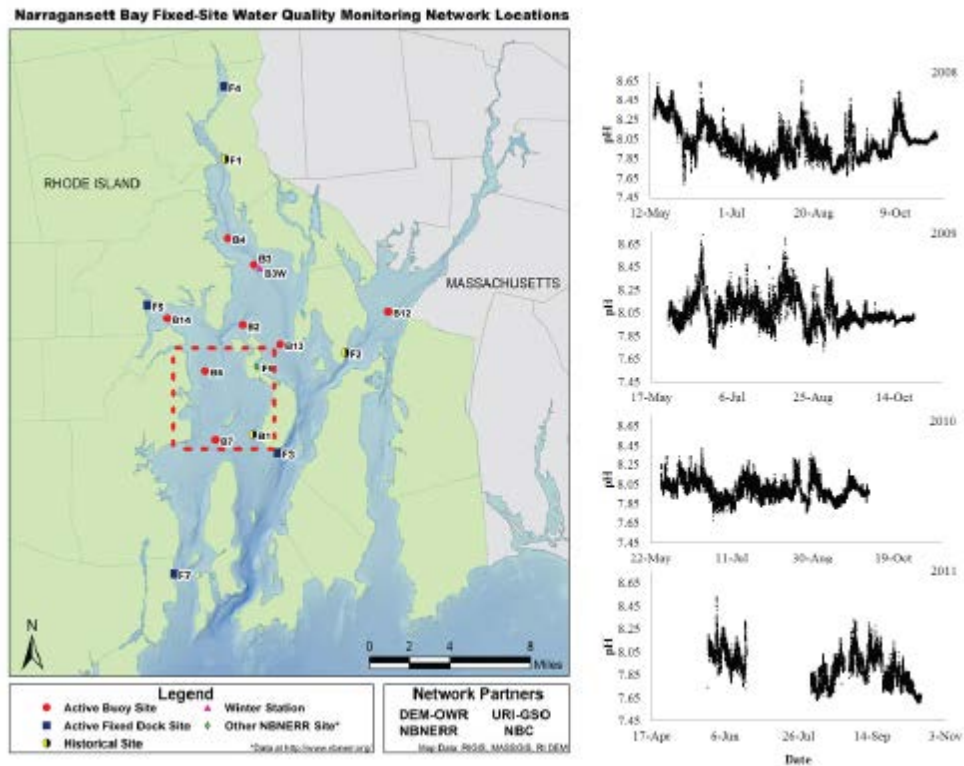 Narragansett Bay Fixed-Site Water Quality Monitoring Network Locations
F4
F1
RHODE ISLAND
B4
B3
B3W
MASSACHUSETTS
F5
B14
B12
B2
B13
F2
B6
B7
B1
F3
F7
N
0 2 4 8
Miles
Legend
Active Buoy Site
Winter Station
Active Fixed Dock Site
Other NBNERR Site*
Historical Site
*Data at http://www.nbnerr.org/
Network Partners
DEM-OWR URI-GSO
NBNERR NIBC
Map Data: RIGIS, MASSGIS, RI DEM
2008
pH
8.65
8.45
8.25
8.05
7.85
7.65
7.45
12-May 1-Jul 20-Aug 9-Oct
2009
pH
8.65
8.45
8.25
8.05
7.85
7.65
7.45
17-May 6-Jul 25-Aug 14-Oct
2010
pH
8.65
8.45
8.25
8.05
7.85
7.65
7.45
22-May 11-Jul 30-Aug 19-Oct
2011
pH
8.65
8.45
8.25
8.05
7.85
7.65
7.45
17-Apr 6-Jun 26-Jul 14-Sep 3-Nov
Date